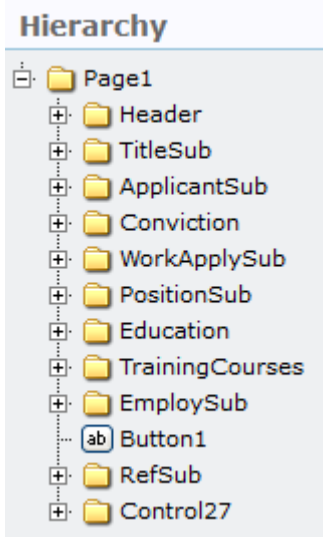 Hierarchy
Page1
Header
TitleSub
ApplicantSub
Conviction
WorkApplySub
PositionSub
Education
TrainingCourses
EmploySub
ab Button1
RefSub
Control27